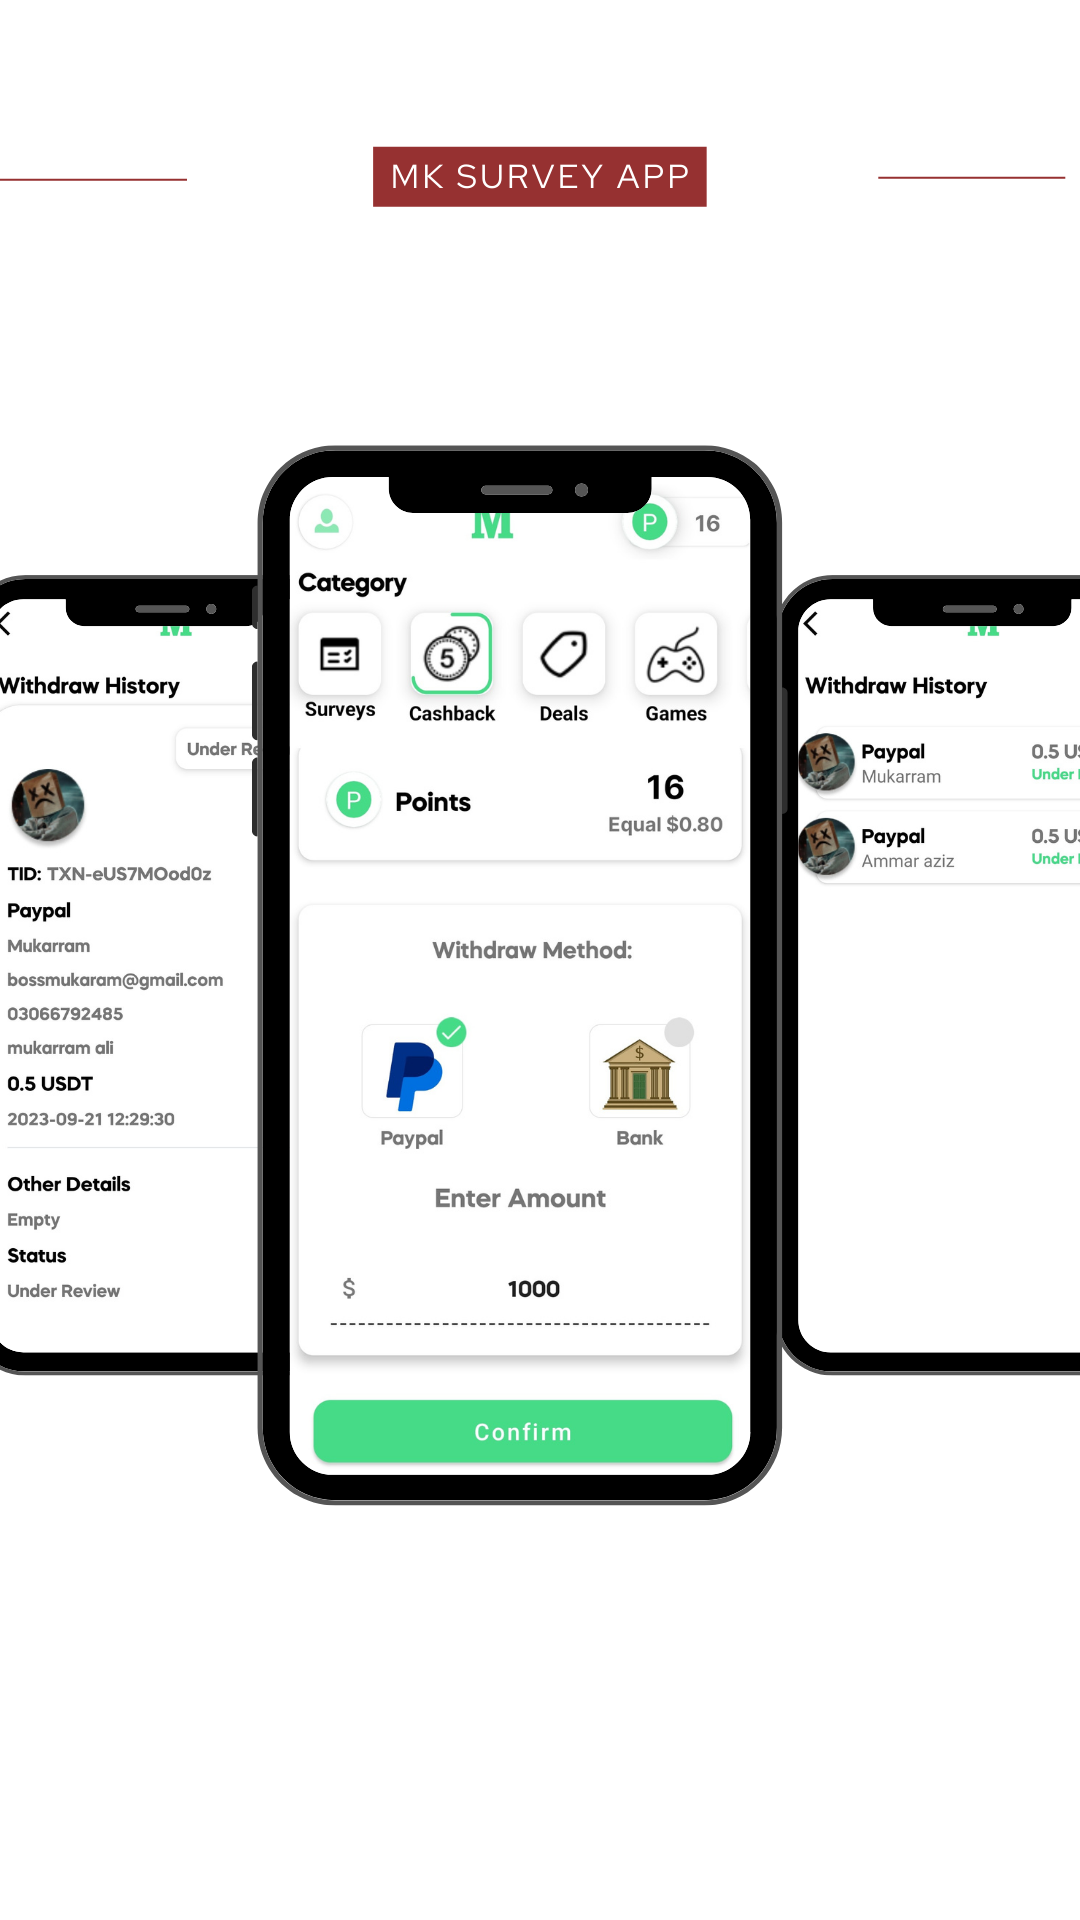 MK SURVEY APP
M
Withdraw History
Under
TID: TXN-eUS7MOod0z
Paypal
Mukarram
bossmukaram@gmail.com
03066792485
mukarram ali
0.5 USDT
2023-09-21 12:29:30
Other Details
Empty
Status
Under Review
M
P
16
Category
5
Surveys
Cashback
Deals
Games
P
Points
16
Equal $0.80
Withdraw Method:
$
Paypal
Bank
Enter Amount
$
1000
Confirm
M
Withdraw History
Paypal
0.5
Mukarram
Under
Paypal
0.5
Ammar aziz
Under